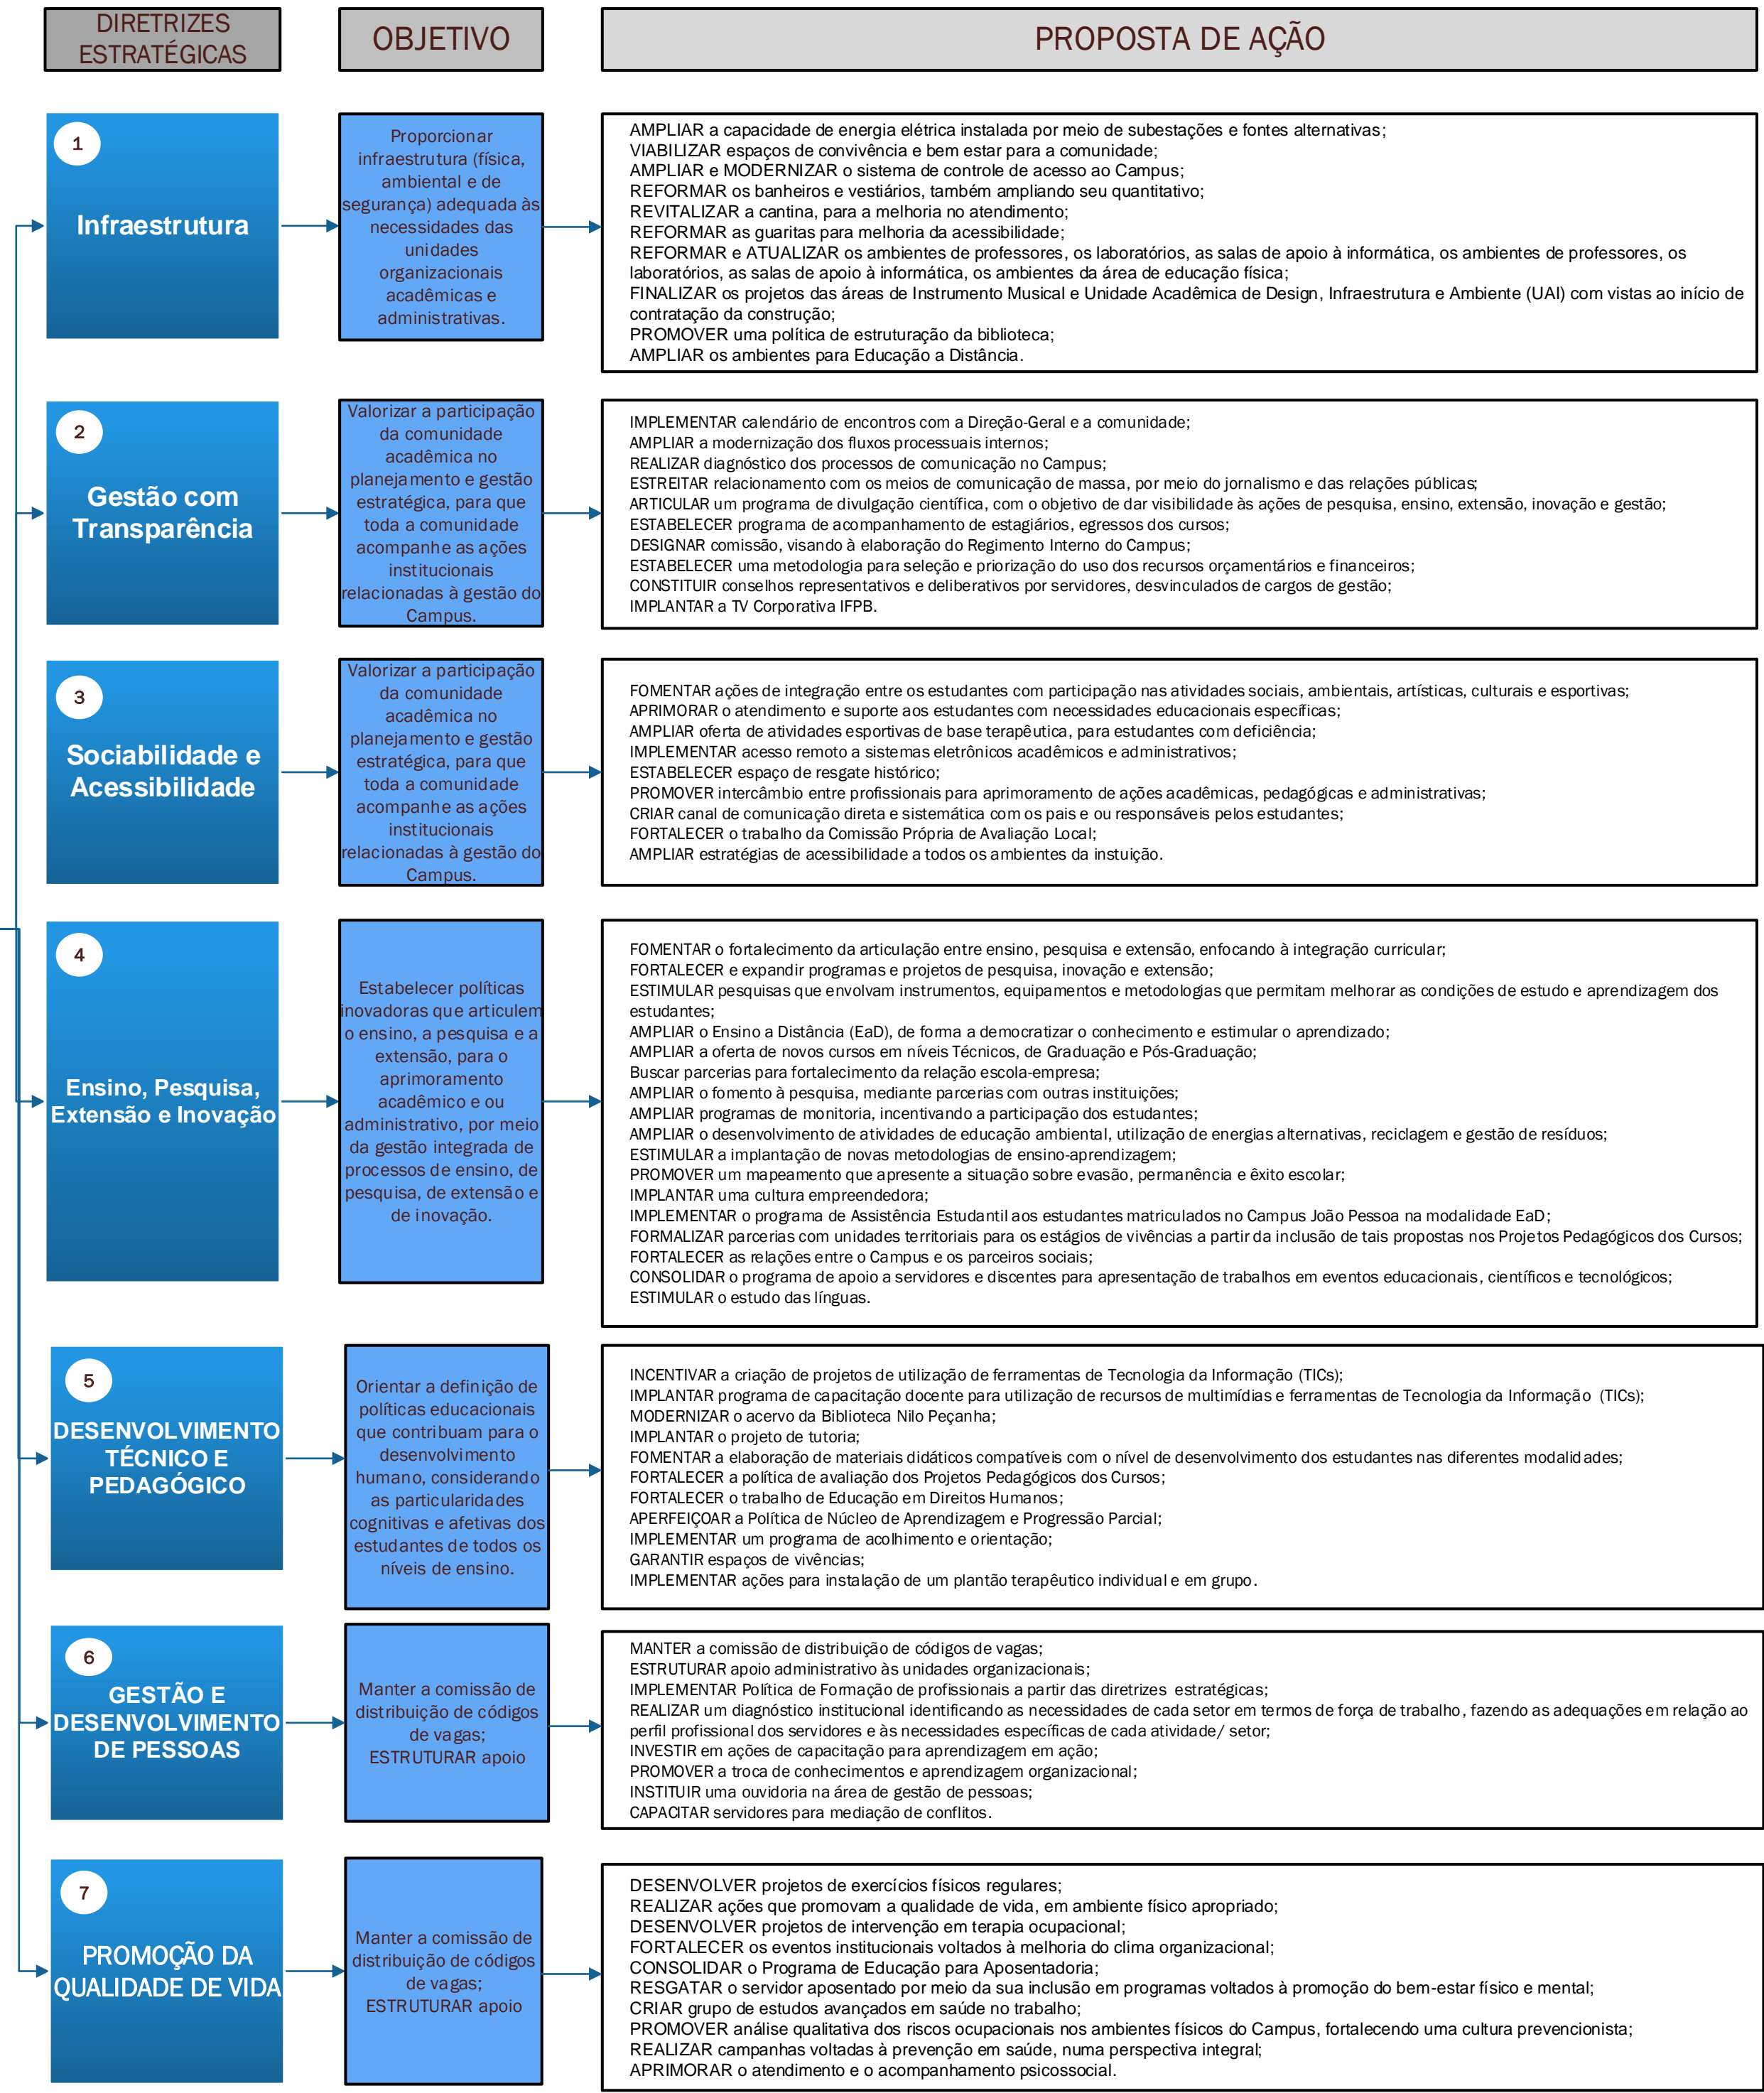 DIRETRIZES
ESTRATÉGICAS
OBJETIVO
PROPOSTA DE AÇÃO
1
Infraestrutura
Proporcionar
infraestrutura (física,
ambiental e de
segurança) adequada às
necessidades das
unidades
organizacionais
acadêmicas e
administrativas.
AMPLIAR a capacidade de energia elétrica instalada por meio de subestações e fontes alternativas;
VIABILIZAR espaços de convivência e bem estar para a comunidade;
AMPLIAR e MODERNIZAR o sistema de controle de acesso ao Campus;
REFORMAR os banheiros e vestiários, também ampliando seu quantitativo;
REVITALIZAR a cantina, para a melhoria no atendimento;
REFORMAR as guaritas para melhoria da acessibilidade;
REFORMAR e ATUALIZAR os ambientes de professores, os laboratórios, as salas de apoio à informática, os ambientes de professores, os
laboratórios, as salas de apoio à informática, os ambientes da área de educação física;
FINALIZAR os projetos das áreas de Instrumento Musical e Unidade Acadêmica de Design, Infraestrutura e Ambiente (UAI) com vistas ao início de
contratação da construção;
PROMOVER uma política de estruturação da biblioteca;
AMPLIAR os ambientes para Educação a Distância.
2
Gestão com
Transparência
Valorizar a participação
da comunidade
acadêmica no
planejamento e gestão
estratégica, para que
toda a comunidade
acompanhe as ações
institucionais
relacionadas à gestão do
Campus.
IMPLEMENTAR calendário de encontros com a Direção-Geral e a comunidade;
AMPLIAR a modernização dos fluxos processuais internos;
REALIZAR diagnóstico dos processos de comunicação no Campus;
ESTREITAR relacionamento com os meios de comunicação de massa, por meio do jornalismo e das relações públicas;
ARTICULAR um programa de divulgação científica, com o objetivo de dar visibilidade às ações de pesquisa, ensino, extensão, inovação e gestão;
ESTABELECER programa de acompanhamento de estagiários, egressos dos cursos;
DESIGNAR comissão, visando à elaboração do Regimento Interno do Campus;
ESTABELECER uma metodologia para seleção e priorização do uso dos recursos orçamentários e financeiros;
CONSTITUIR conselhos representativos e deliberativos por servidores, desvinculados de cargos de gestão;
IMPLANTAR a TV Corporativa IFPB.
3
Sociabilidade e
Acessibilidade
Valorizar a participação
da comunidade
acadêmica no
planejamento e gestão
estratégica, para que
toda a comunidade
acompanhe as ações
institucionais
relacionadas à gestão do
Campus.
FOMENTAR ações de integração entre os estudantes com participação nas atividades sociais, ambientais, artísticas, culturais e esportivas;
APRIMORAR o atendimento e suporte aos estudantes com necessidades educacionais específicas;
AMPLIAR oferta de atividades esportivas de base terapêutica, para estudantes com deficiência;
IMPLEMENTAR acesso remoto a sistemas eletrônicos acadêmicos e administrativos;
ESTABELECER espaço de resgate histórico;
PROMOVER intercâmbio entre profissionais para aprimoramento de ações acadêmicas, pedagógicas e administrativas;
CRIAR canal de comunicação direta e sistemática com os pais e ou responsáveis pelos estudantes;
FORTALECER o trabalho da Comissão Própria de Avaliação Local;
AMPLIAR estratégias de acessibilidade a todos os ambientes da instuição.
4
Ensino, Pesquisa,
Extensão e Inovação
Estabelecer políticas
inovadoras que articulem
o ensino, a pesquisa e a
extensão, para o
aprimoramento
acadêmico e ou
administrativo, por meio
da gestão integrada de
processos de ensino, de
pesquisa, de extensão e
de inovação.
FOMENTAR o fortalecimento da articulação entre ensino, pesquisa e extensão, enfocando à integração curricular;
FORTALECER e expandir programas e projetos de pesquisa, inovação e extensão;
ESTIMULAR pesquisas que envolvam instrumentos, equipamentos e metodologias que permitam melhorar as condições de estudo e aprendizagem dos
estudantes;
AMPLIAR o Ensino a Distância (EaD), de forma a democratizar o conhecimento e estimular o aprendizado;
AMPLIAR a oferta de novos cursos em níveis Técnicos, de Graduação e Pós-Graduação;
Buscar parcerias para fortalecimento da relação escola-empresa;
AMPLIAR o fomento à pesquisa, mediante parcerias com outras instituições;
AMPLIAR programas de monitoria, incentivando a participação dos estudantes;
AMPLIAR o desenvolvimento de atividades de educação ambiental, utilização de energias alternativas, reciclagem e gestão de resíduos;
ESTIMULAR a implantação de novas metodologias de ensino-aprendizagem;
PROMOVER um mapeamento que apresente a situação sobre evasão, permanência e êxito escolar;
IMPLANTAR uma cultura empreendedora;
IMPLEMENTAR o programa de Assistência Estudantil aos estudantes matriculados no Campus João Pessoa na modalidade EaD;
FORMALIZAR parcerias com unidades territoriais para os estágios de vivências a partir da inclusão de tais propostas nos Projetos Pedagógicos dos Cursos;
FORTALECER as relações entre o Campus e os parceiros sociais;
CONSOLIDAR o programa de apoio a servidores e discentes para apresentação de trabalhos em eventos educacionais, científicos e tecnológicos;
ESTIMULAR o estudo das línguas.
5
DESENVOLVIMENTO
TÉCNICO E
PEDAGÓGICO
Orientar a definição de
políticas educacionais
que contribuam para o
desenvolvimento
humano, considerando
as particularidades
cognitivas e afetivas dos
estudantes de todos os
níveis de ensino.
INCENTIVAR a criação de projetos de utilização de ferramentas de Tecnologia da Informação (TICs);
IMPLANTAR programa de capacitação docente para utilização de recursos de multimídias e ferramentas de Tecnologia da Informação (TICs);
MODERNIZAR o acervo da Biblioteca Nilo Peçanha;
IMPLANTAR o projeto de tutoria;
FOMENTAR a elaboração de materiais didáticos compatíveis com o nível de desenvolvimento dos estudantes nas diferentes modalidades;
FORTALECER a política de avaliação dos Projetos Pedagógicos dos Cursos;
FORTALECER o trabalho de Educação em Direitos Humanos;
APERFEIÇOAR a Política de Núcleo de Aprendizagem e Progressão Parcial;
IMPLEMENTAR um programa de acolhimento e orientação;
GARANTIR espaços de vivências;
IMPLEMENTAR ações para instalação de um plantão terapêutico individual e em grupo.
6
GESTÃO E
DESENVOLVIMENTO
DE PESSOAS
Manter a comissão de
distribuição de códigos
de vagas;
ESTRUTURAR apoio
MANTER a comissão de distribuição de códigos de vagas;
ESTRUTURAR apoio administrativo às unidades organizacionais;
IMPLEMENTAR Política de Formação de profissionais a partir das diretrizes estratégicas;
REALIZAR um diagnóstico institucional identificando as necessidades de cada setor em termos de força de trabalho, fazendo as adequações em relação ao
perfil profissional dos servidores e às necessidades específicas de cada atividade/ setor;
INVESTIR em ações de capacitação para aprendizagem em ação;
PROMOVER a troca de conhecimentos e aprendizagem organizacional;
INSTITUIR uma ouvidoria na área de gestão de pessoas;
CAPACITAR servidores para mediação de conflitos.
7
PROMOÇÃO DA
QUALIDADE DE VIDA
Manter a comissão de
distribuição de códigos
de vagas;
ESTRUTURAR apoio
DESENVOLVER projetos de exercícios físicos regulares;
REALIZAR ações que promovam a qualidade de vida, em ambiente físico apropriado;
DESENVOLVER projetos de intervenção em terapia ocupacional;
FORTALECER os eventos institucionais voltados à melhoria do clima organizacional;
CONSOLIDAR o Programa de Educação para Aposentadoria;
RESGATAR o servidor aposentado por meio da sua inclusão em programas voltados à promoção do bem-estar físico e mental;
CRIAR grupo de estudos avançados em saúde no trabalho;
PROMOVER análise qualitativa dos riscos ocupacionais nos ambientes físicos do Campus, fortalecendo uma cultura prevencionista;
REALIZAR campanhas voltadas à prevenção em saúde, numa perspectiva integral;
APRIMORAR o atendimento e o acompanhamento psicossocial.